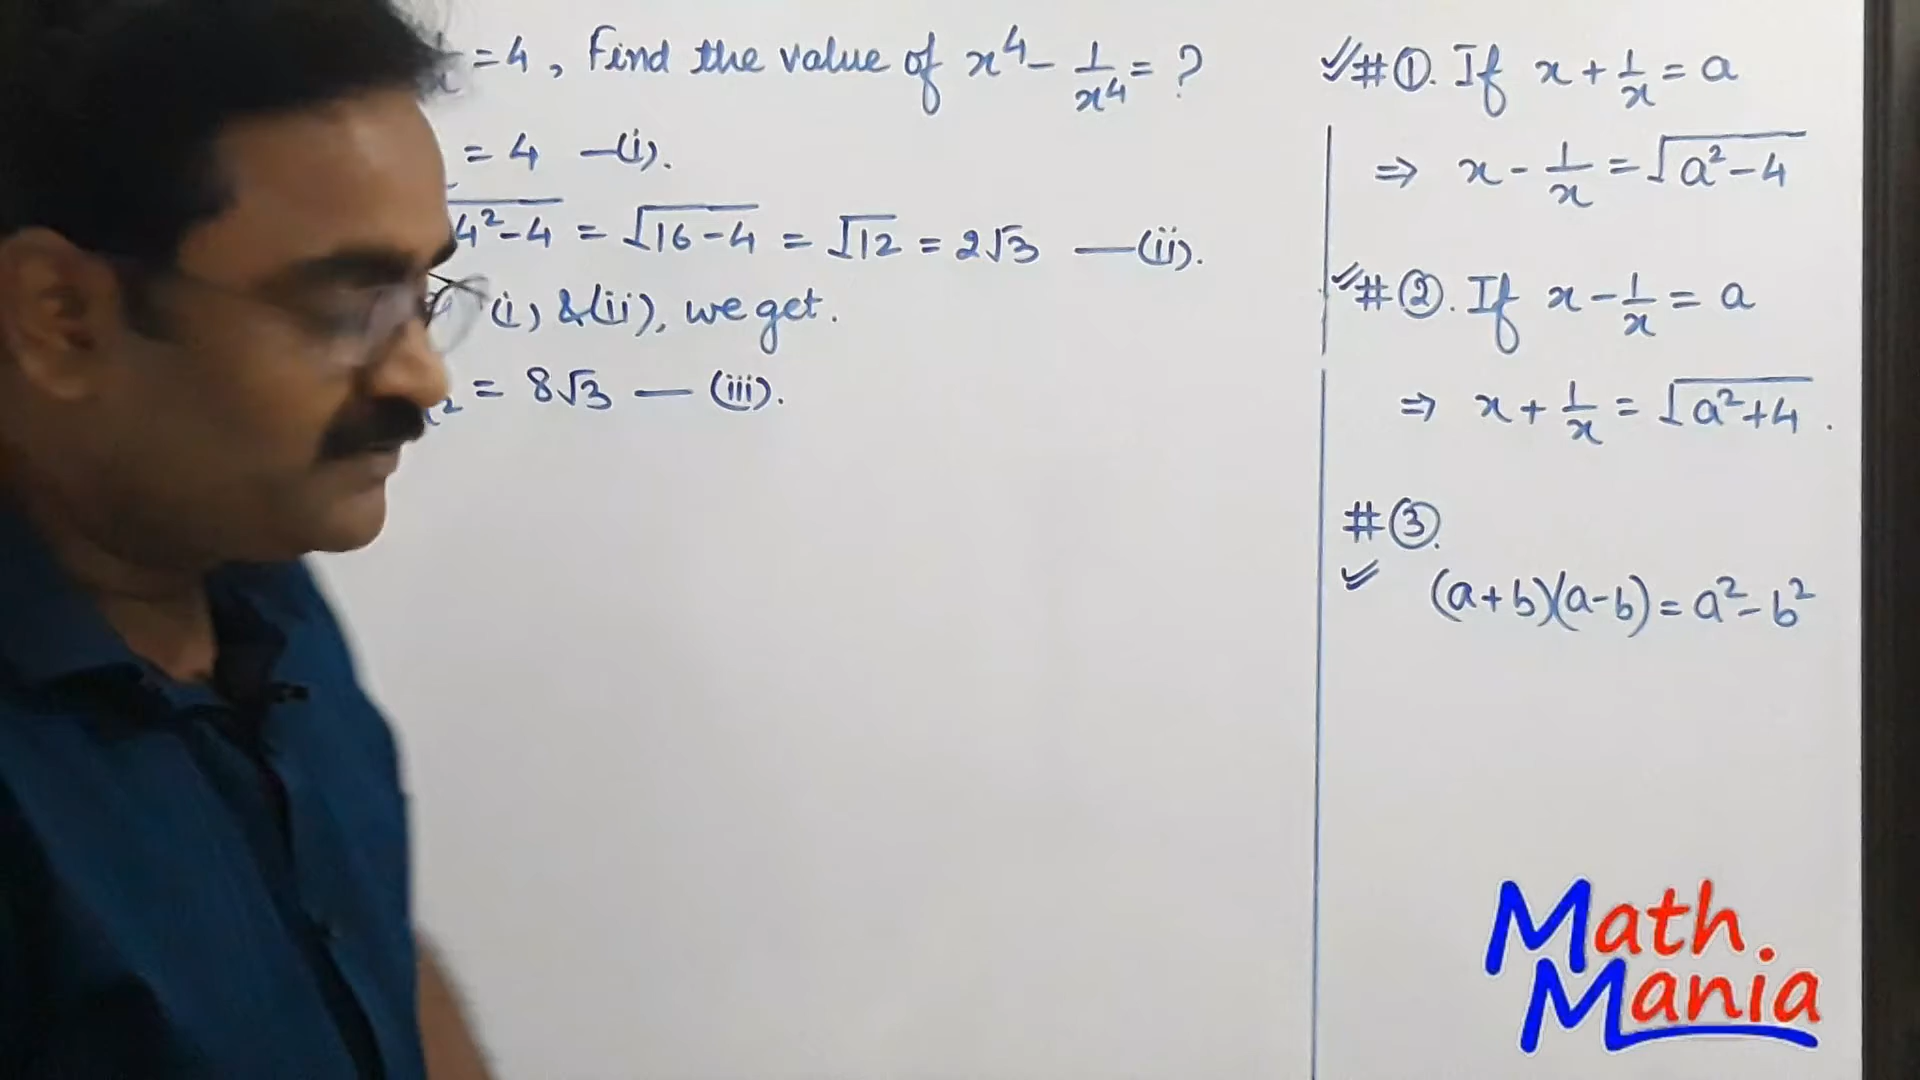 = 4, Find the value of x⁴ - 1/x⁴ = ?
= 4 —(i).
4²-4 = √16-4 = √12 = 2√3 —(ii).
(i) &(ii), we get.
= 8√3 — (iii).
#①. If x + 1/x = a
⇒ x - 1/x = √a²-4
#②. If x - 1/x = a
⇒ x + 1/x = √a²+4 .
#③.
(a+b)(a-b) = a²-b²
Math
Mania